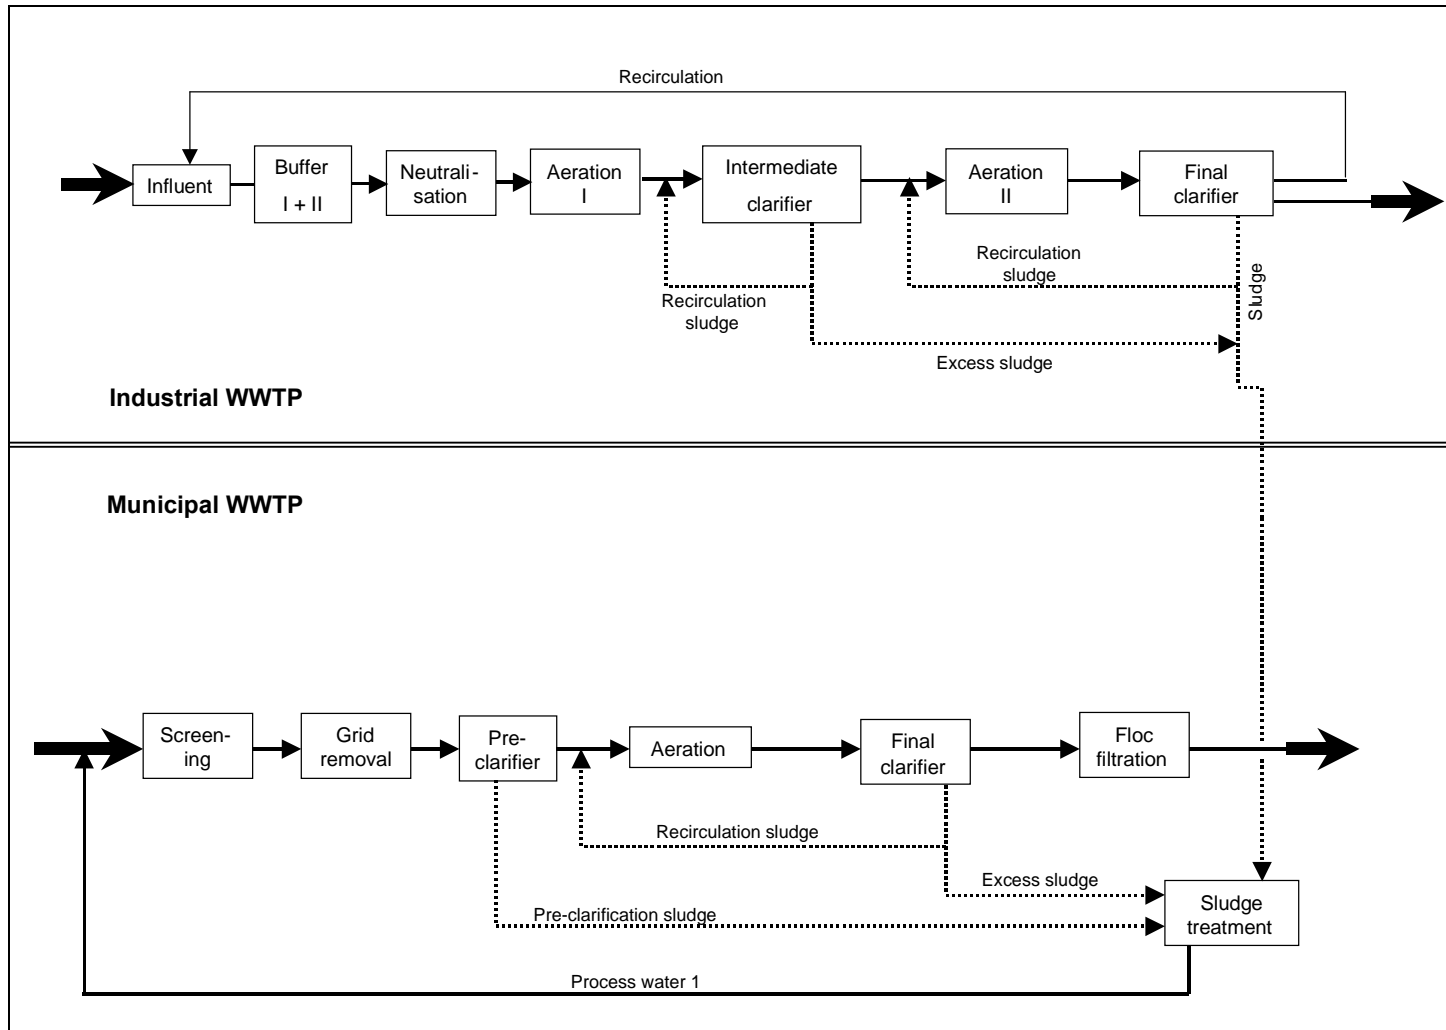 Recirculation
Influent
Buffer
I + II
Neutrali-
sation
Aeration
I
Intermediate
clarifier
Aeration
II
Final
clarifier
Recirculation
sludge
Recirculation
sludge
Sludge
Excess sludge
Industrial WWTP
Municipal WWTP
Screen-
ing
Grid
removal
Pre-
clarifier
Aeration
Final
clarifier
Floc
filtration
Recirculation sludge
Excess sludge
Pre-clarification sludge
Sludge
treatment
Process water 1